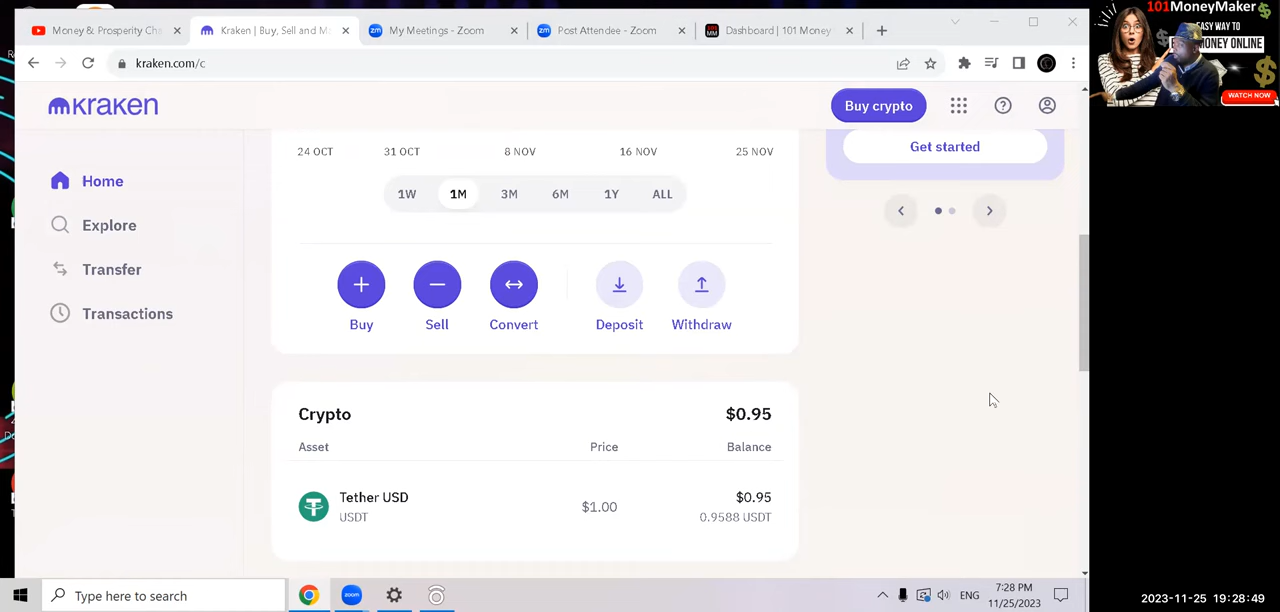 Money & Prosperity Cha
Kraken | Buy, Sell and Ma
My Meetings - Zoom
Post Attendee - Zoom
Dashboard | 101 Money
kraken.com/c
kraken
Buy crypto
Home
Explore
Transfer
Transactions
24 OCT 31 OCT 8 NOV 16 NOV 25 NOV
1W 1M 3M 6M 1Y ALL
Buy Sell Convert Deposit Withdraw
Get started
Crypto $0.95
Asset Price Balance
Tether USD $0.95
USDT $1.00 0.9588 USDT
Type here to search
zoom
ENG
7:28 PM
11/25/2023
101MoneyMaker
EASY WAY TO
MONEY ONLINE
WATCH NOW
2023-11-25 19:28:49